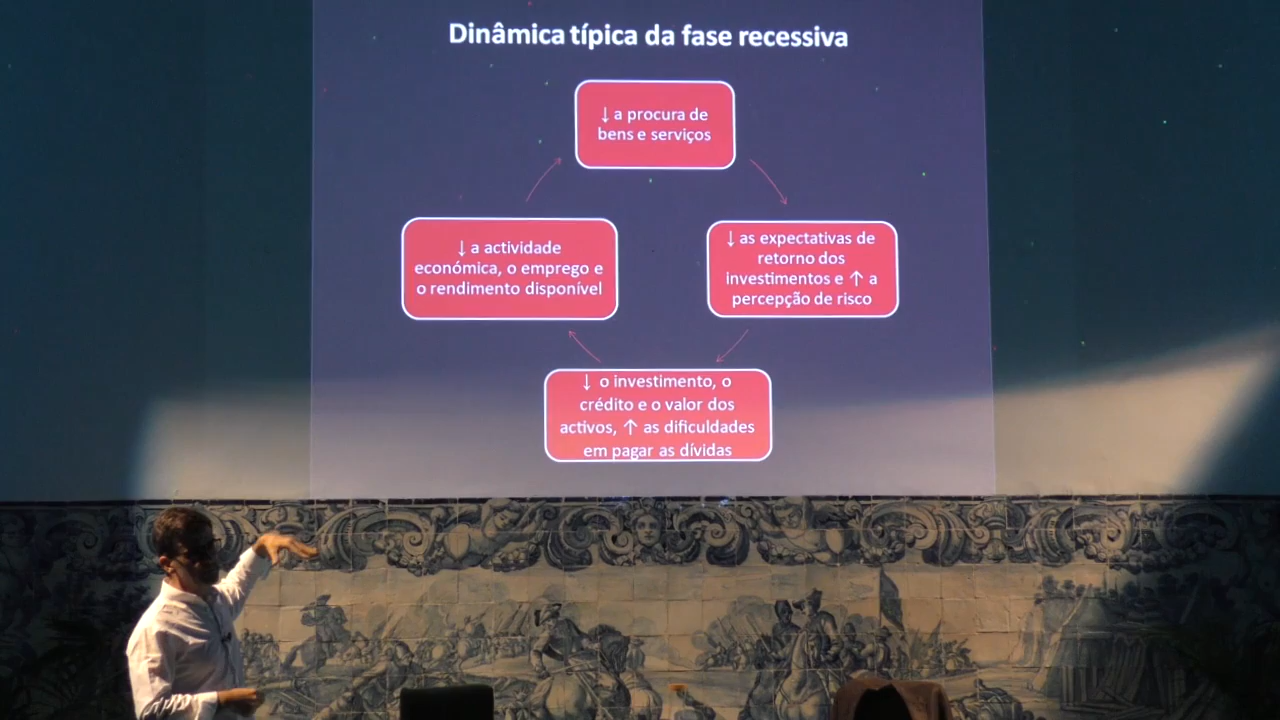 Dinâmica típica da fase recessiva
↓ a procura de
bens e serviços
↓ as expectativas de
retorno dos
investimentos e ↑ a
percepção de risco
↓ o investimento, o
crédito e o valor dos
activos, ↑ as dificuldades
em pagar as dívidas
↓ a actividade
económica, o emprego e
o rendimento disponível